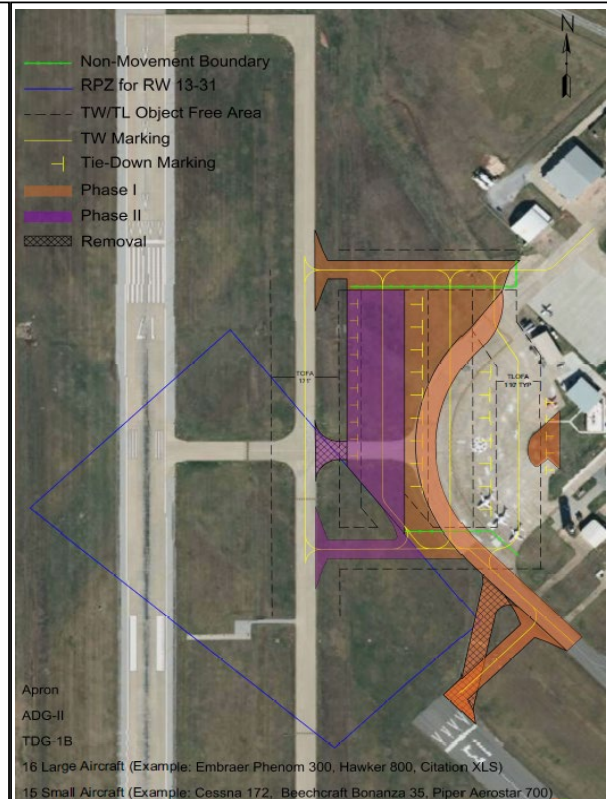 N
Non-Movement Boundary
RPZ for RW 13-31
TW/TL Object Free Area
TW Marking
Tie-Down Marking
Phase I
Phase II
Removal
TOFA
171'
TLOFA
192 TYP
Apron
ADG-II
TDG-1B
16 Large Aircraft (Example: Embraer Phenom 300, Hawker 800, Citation XLS)
15 Small Aircraft (Example: Cessna 172, Beechcraft Bonanza 35, Piper Aerostar 700)